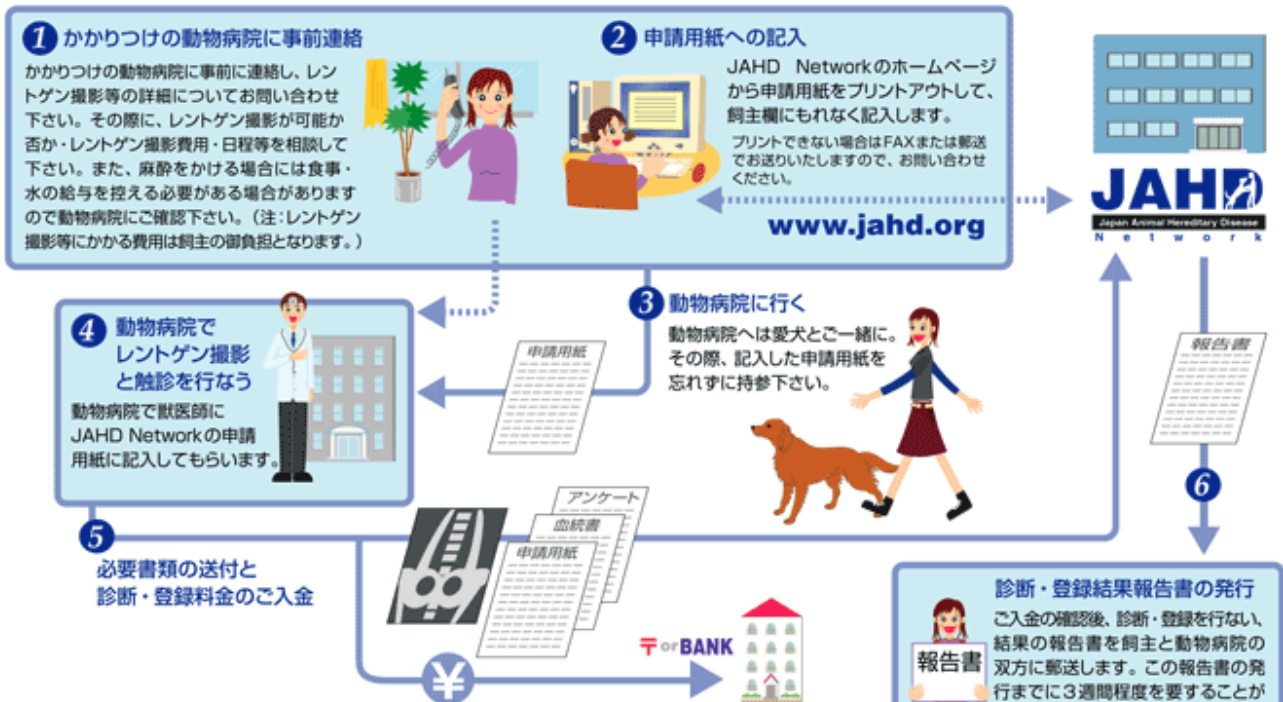 1 かかりつけの動物病院に事前連絡
かかりつけの動物病院に事前に連絡し、レン
トゲン撮影等の詳細についてお問い合わせ
下さい。その際に、レントゲン撮影が可能か
否か・レントゲン撮影費用・日程等を相談して
下さい。また、麻酔をかける場合には食事・
水の給与を控える必要がある場合があります
ので動物病院にご確認下さい。(注:レントゲン
撮影等にかかる費用は飼主の御負担となります。)
2 申請用紙への記入
JAHD Networkのホームページ
から申請用紙をプリントアウトして、
飼主欄にもれなく記入します。
プリントできない場合はFAXまたは郵送
でお送りいたしますので、お問い合わせ
ください。
www.jahd.org
JAHD
Japan Animal Hereditary Disease
Network
3 動物病院に行く
動物病院へは愛犬とご一緒に。
その際、記入した申請用紙を
忘れずに持参下さい。
申請用紙
4 動物病院で
レントゲン撮影
と触診を行なう
動物病院で獣医師に
JAHD Networkの申請
用紙に記入してもらいます。
5
必要書類の送付と
診断・登録料金のご入金
アンケート
血統書
申請用紙
¥
〒orBANK
報告書
6
診断・登録結果報告書の発行
ご入金の確認後、診断・登録を行ない、
結果の報告書を飼主と動物病院の
双方に郵送します。この報告書の発
行までに3週間程度を要することが
報告書